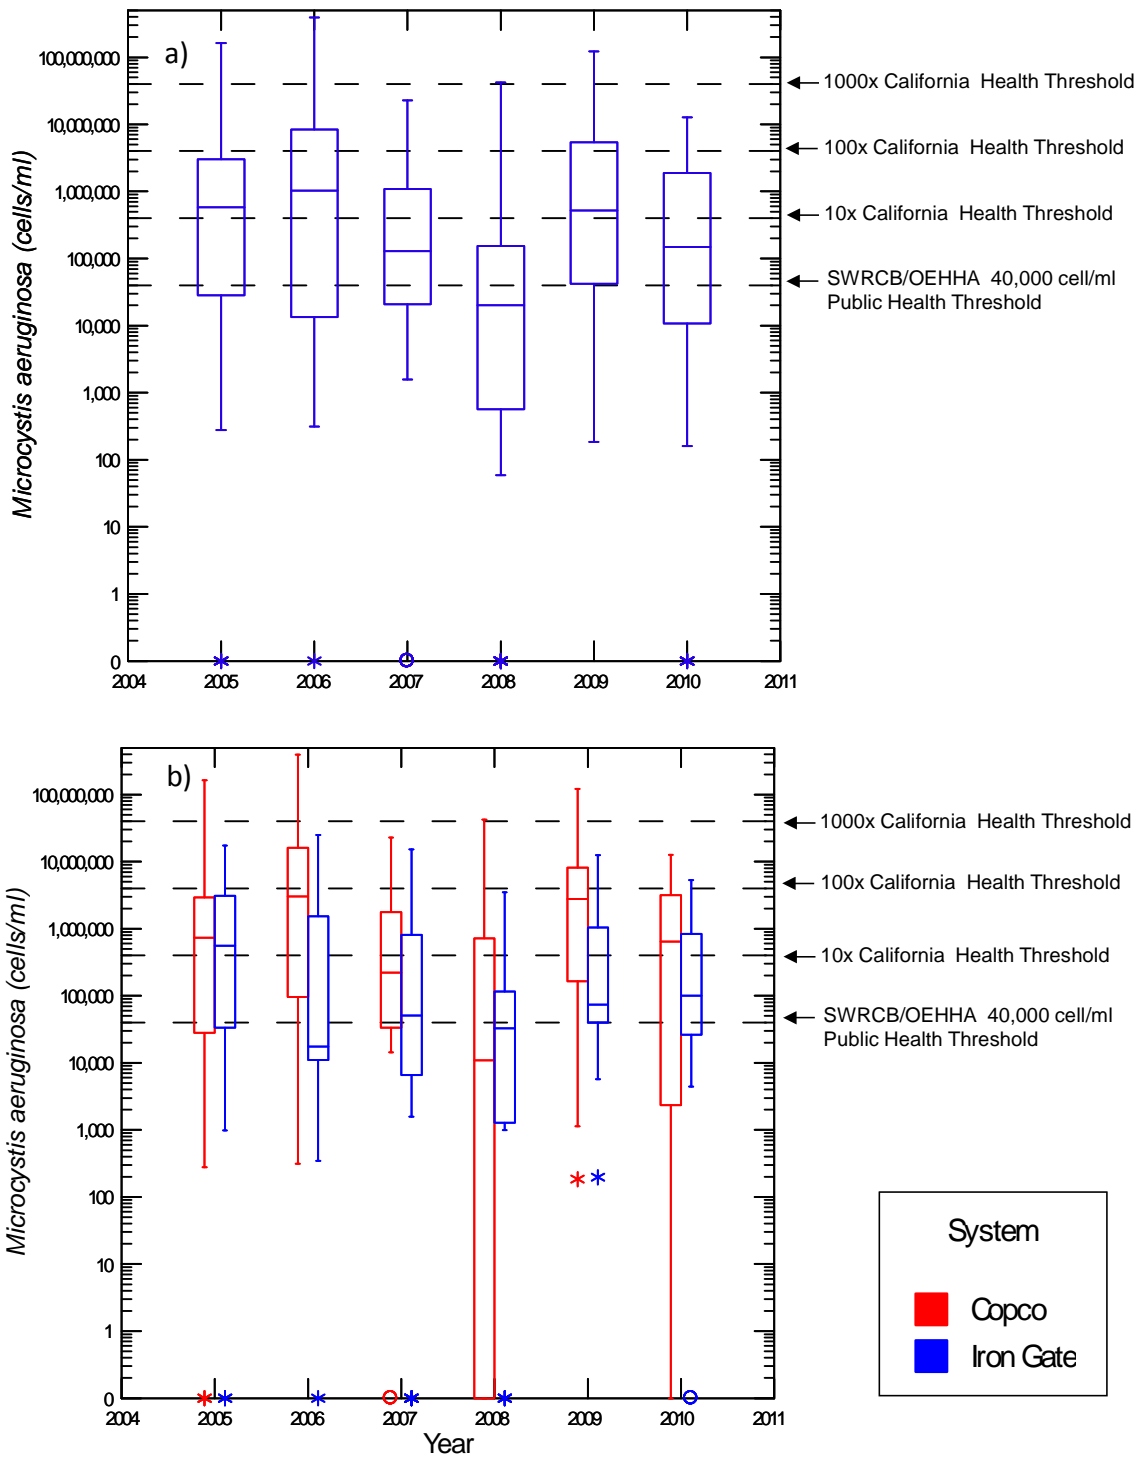 a)
100,000,000
10,000,000
1,000,000
100,000
10,000
1,000
100
10
1
0
Microcystis aeruginosa (cells/ml)
2004 2005 2006 2007 2008 2009 2010 2011
1000x California Health Threshold
100x California Health Threshold
10x California Health Threshold
SWRCB/OEHHA 40,000 cell/ml
Public Health Threshold
b)
100,000,000
10,000,000
1,000,000
100,000
10,000
1,000
100
10
1
0
Microcystis aeruginosa (cells/ml)
2004 2005 2006 2007 2008 2009 2010 2011
Year
1000x California Health Threshold
100x California Health Threshold
10x California Health Threshold
SWRCB/OEHHA 40,000 cell/ml
Public Health Threshold
System
Copco
Iron Gate